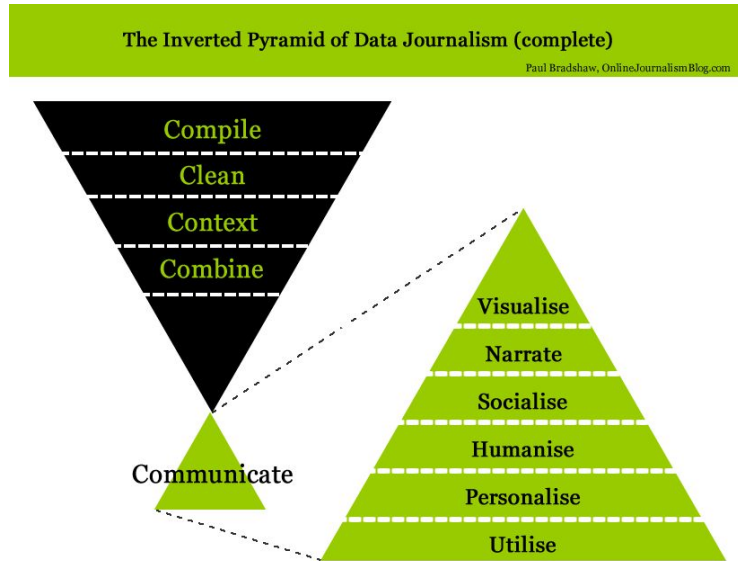 The Inverted Pyramid of Data Journalism (complete)
Paul Bradshaw, OnlineJournalismBlog.com
Compile
Clean
Context
Combine
Communicate
Visualise
Narrate
Socialise
Humanise
Personalise
Utilise